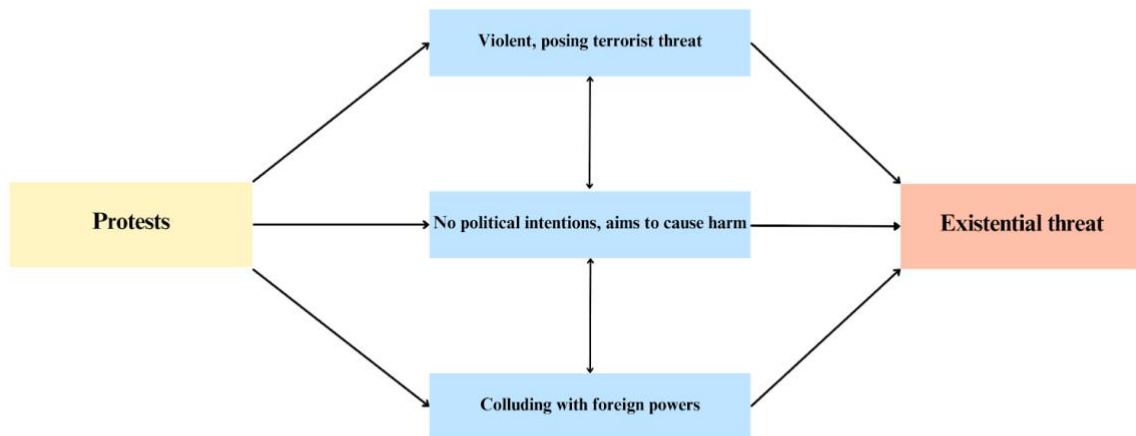 Violent, posing terrorist threat
Protests
No political intentions, aims to cause harm
Existential threat
Colluding with foreign powers